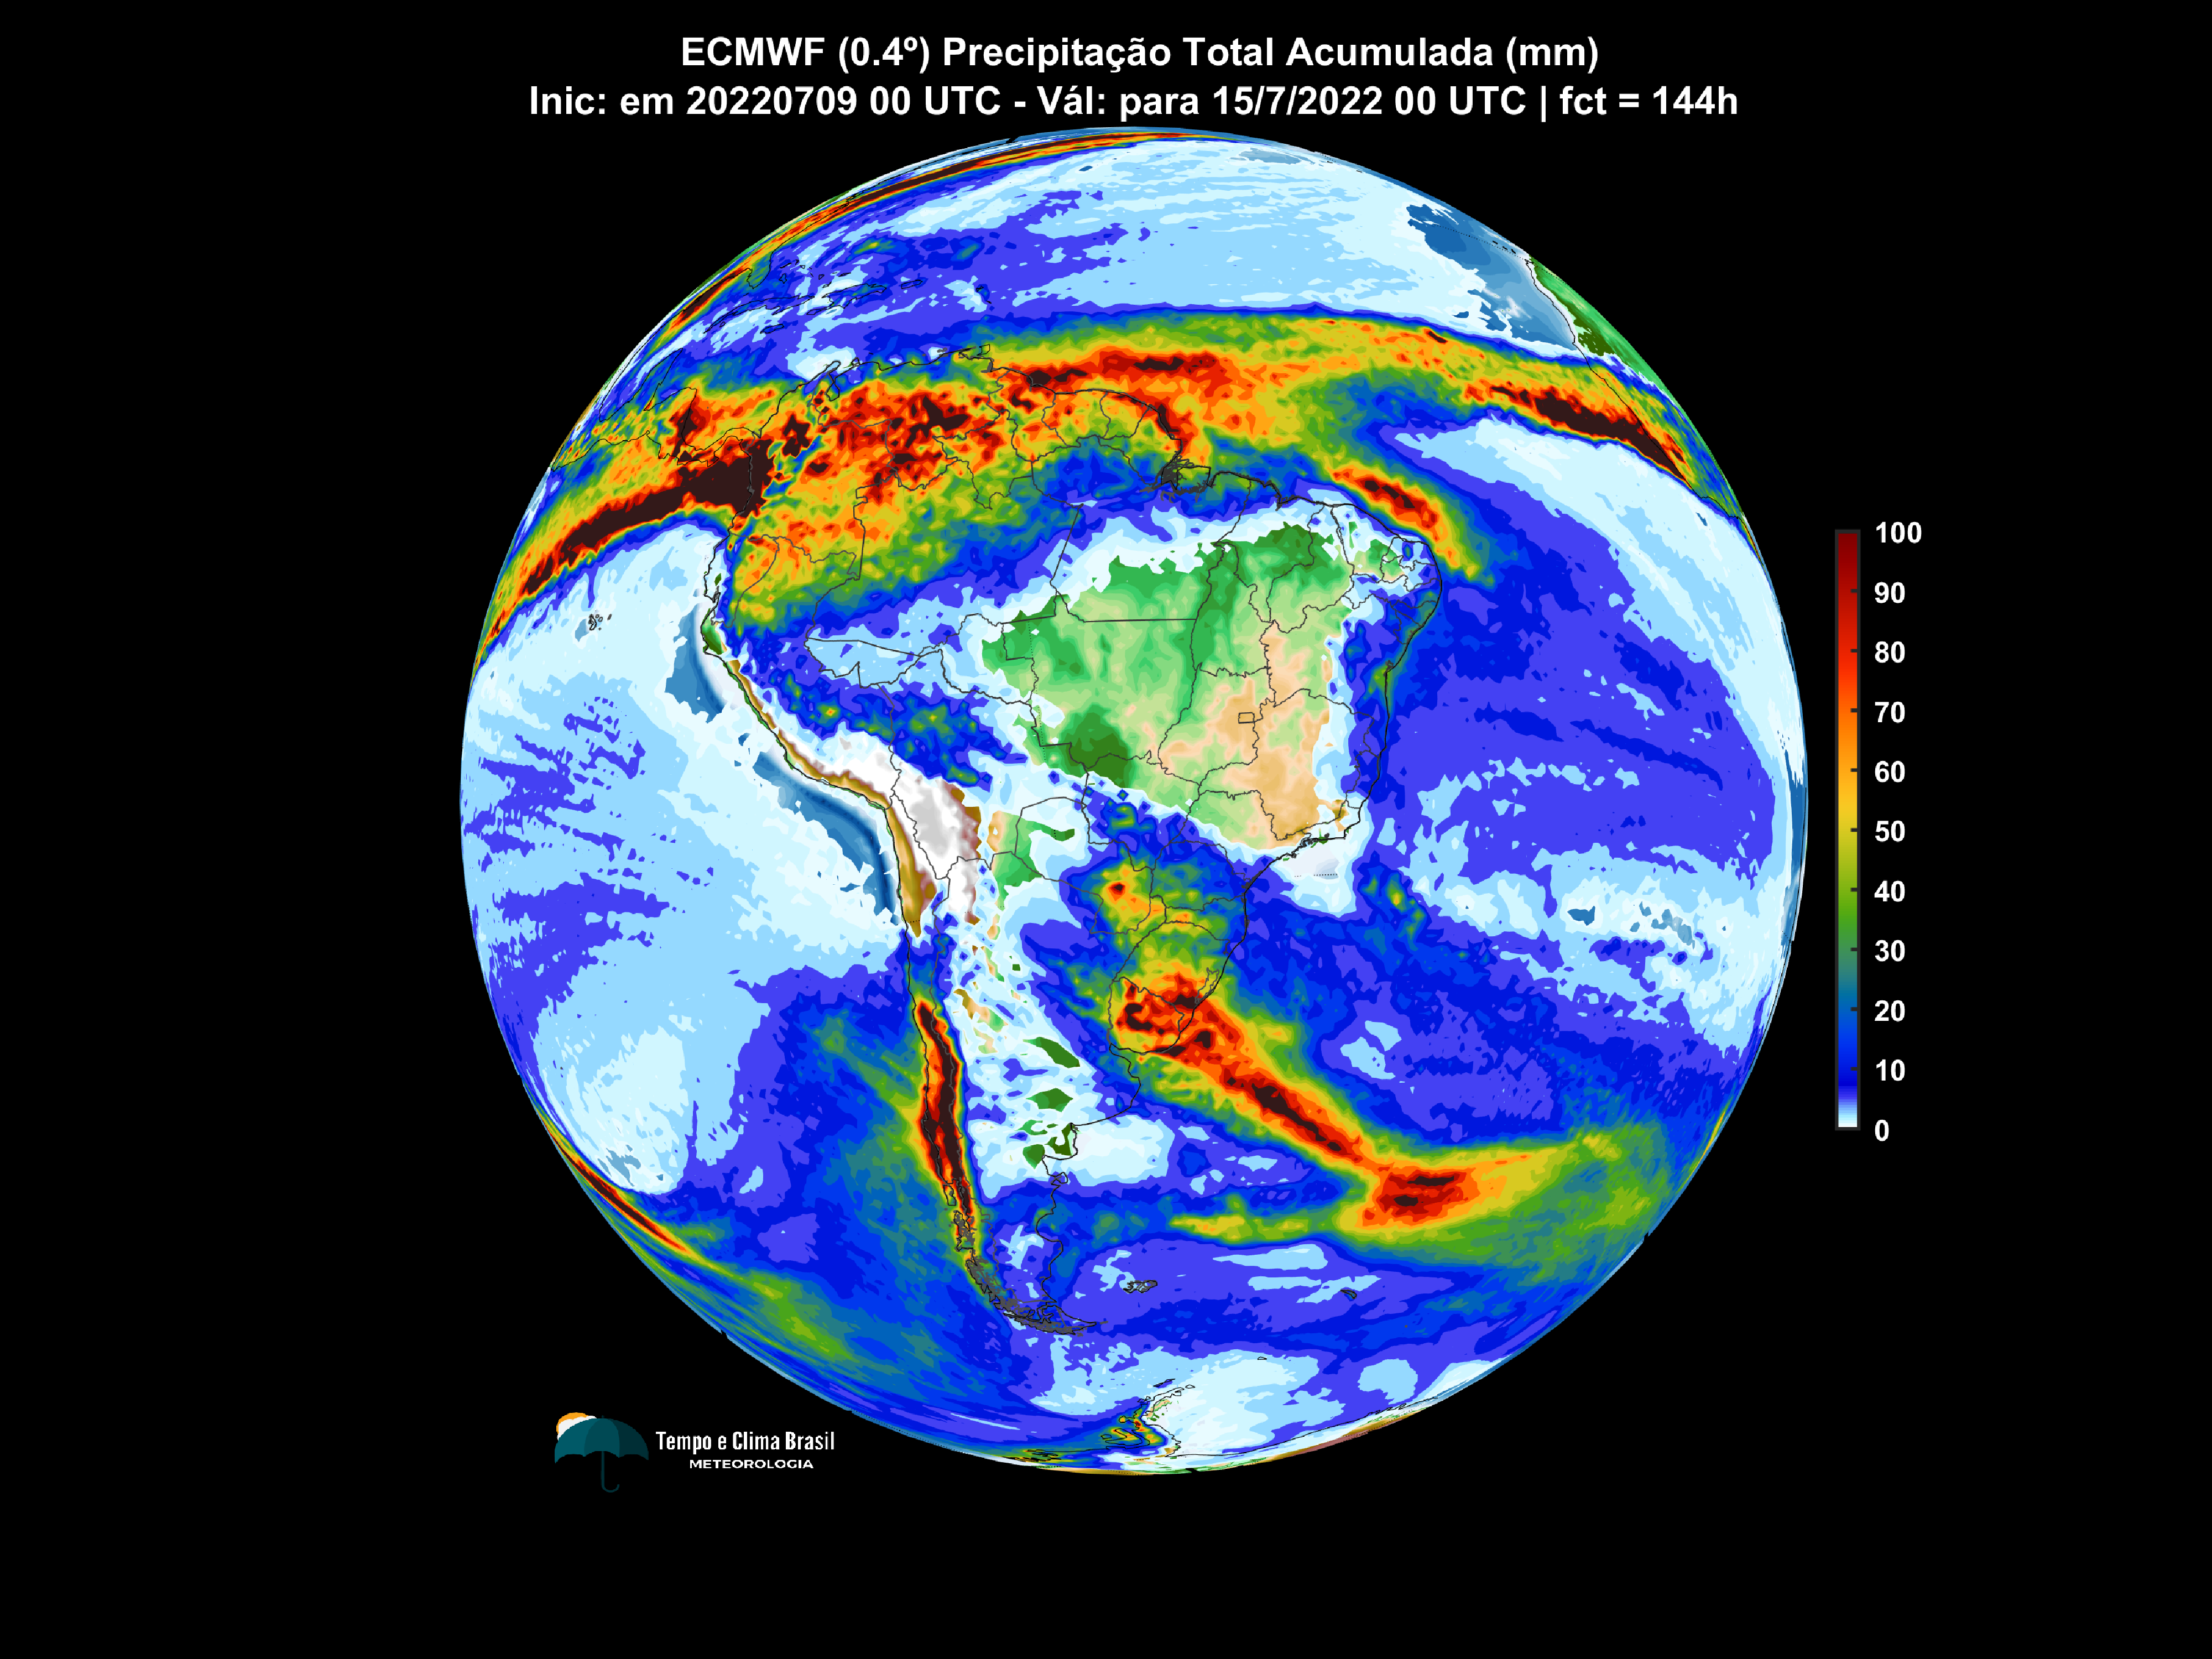 ECMWF (0.4º) Precipitação Total Acumulada (mm)
Inic: em 20220709 00 UTC - Vál: para 15/7/2022 00 UTC | fct = 144h
100
90
80
70
60
50
40
30
20
10
0
Tempo e Clima Brasil
METEOROLOGIA